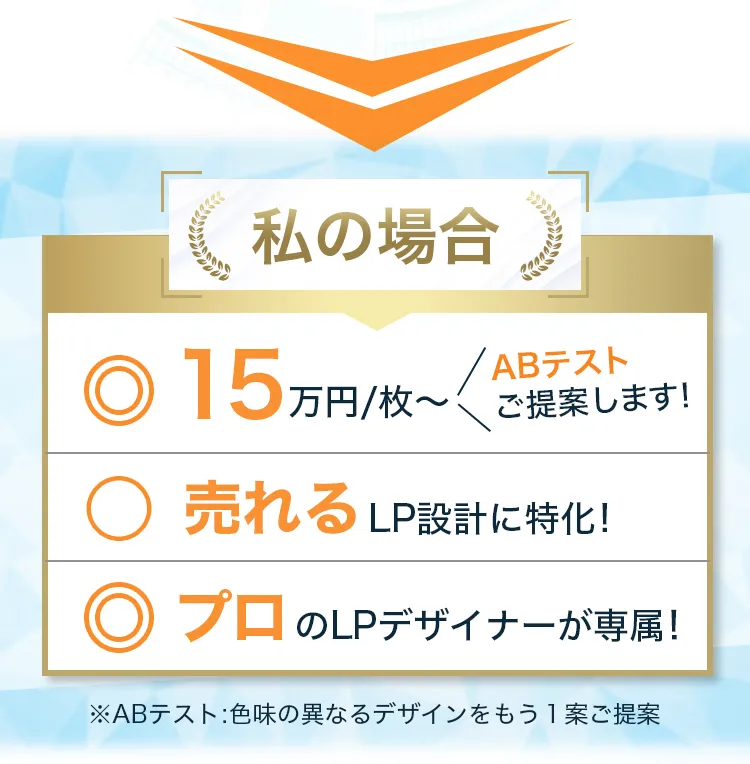 私の場合
◎ 15万円/枚〜
ABテスト
ご提案します!
○ 売れる LP設計に特化!
◎ プロのLPデザイナーが専属!
※ABテスト:色味の異なるデザインをもう1案ご提案